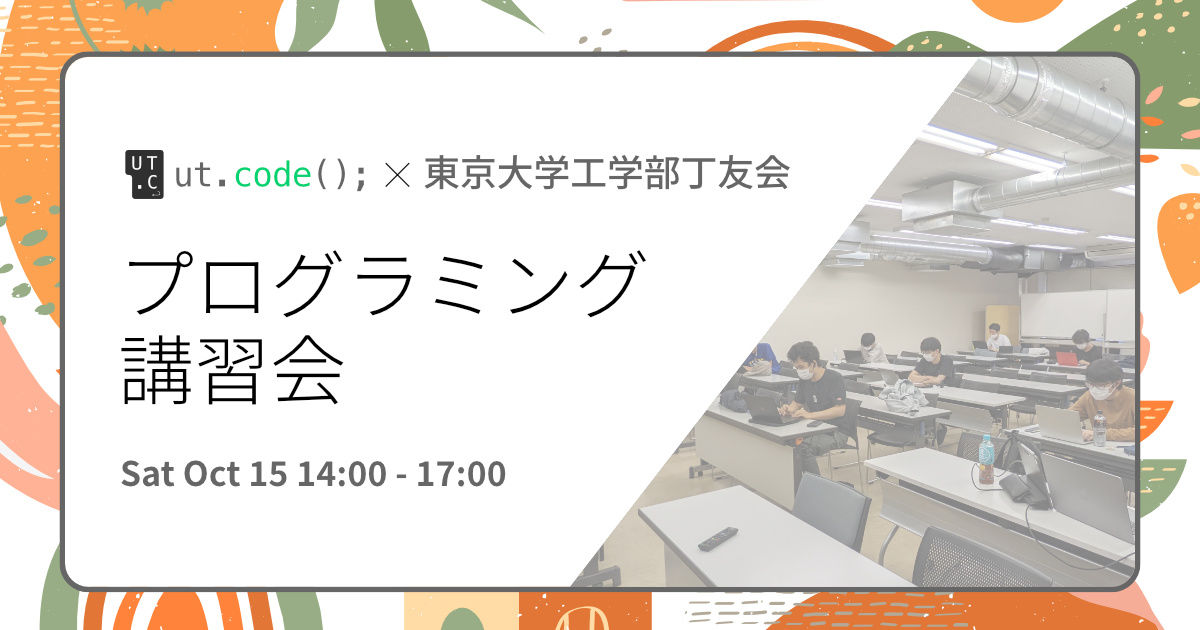 UT
.C
ut.code(); × 東京大学工学部丁友会
プログラミング
講習会
Sat Oct 15 14:00 - 17:00